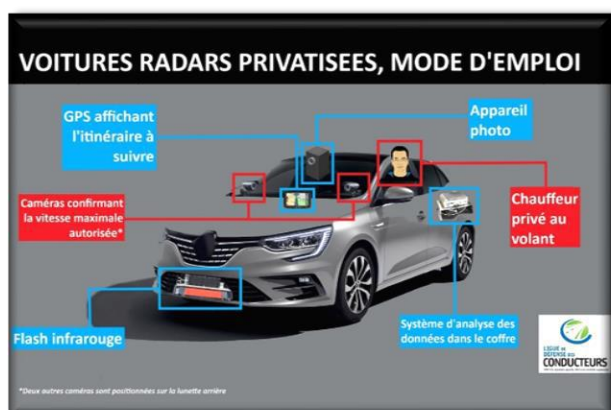 VOITURES RADARS PRIVATISEES, MODE D'EMPLOI
GPS affichant
l'itinéraire à
suivre
Appareil
photo
Caméras confirmant
la vitesse maximale
autorisée*
Chauffeur
privé au
volant
Flash infrarouge
Système d'analyse des
données dans le coffre
LIGUE DE
DÉFENSE DES
CONDUCTEURS
*Deux autres caméras sont positionnées sur la lunette arrière